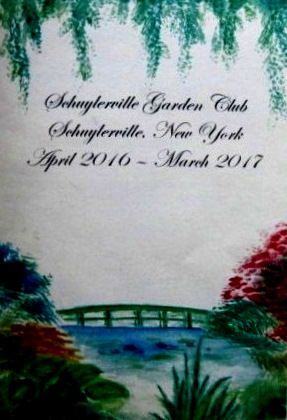 Schuylerville Garden Club
Schuylerville, New York
April 2016 ~ March 2017